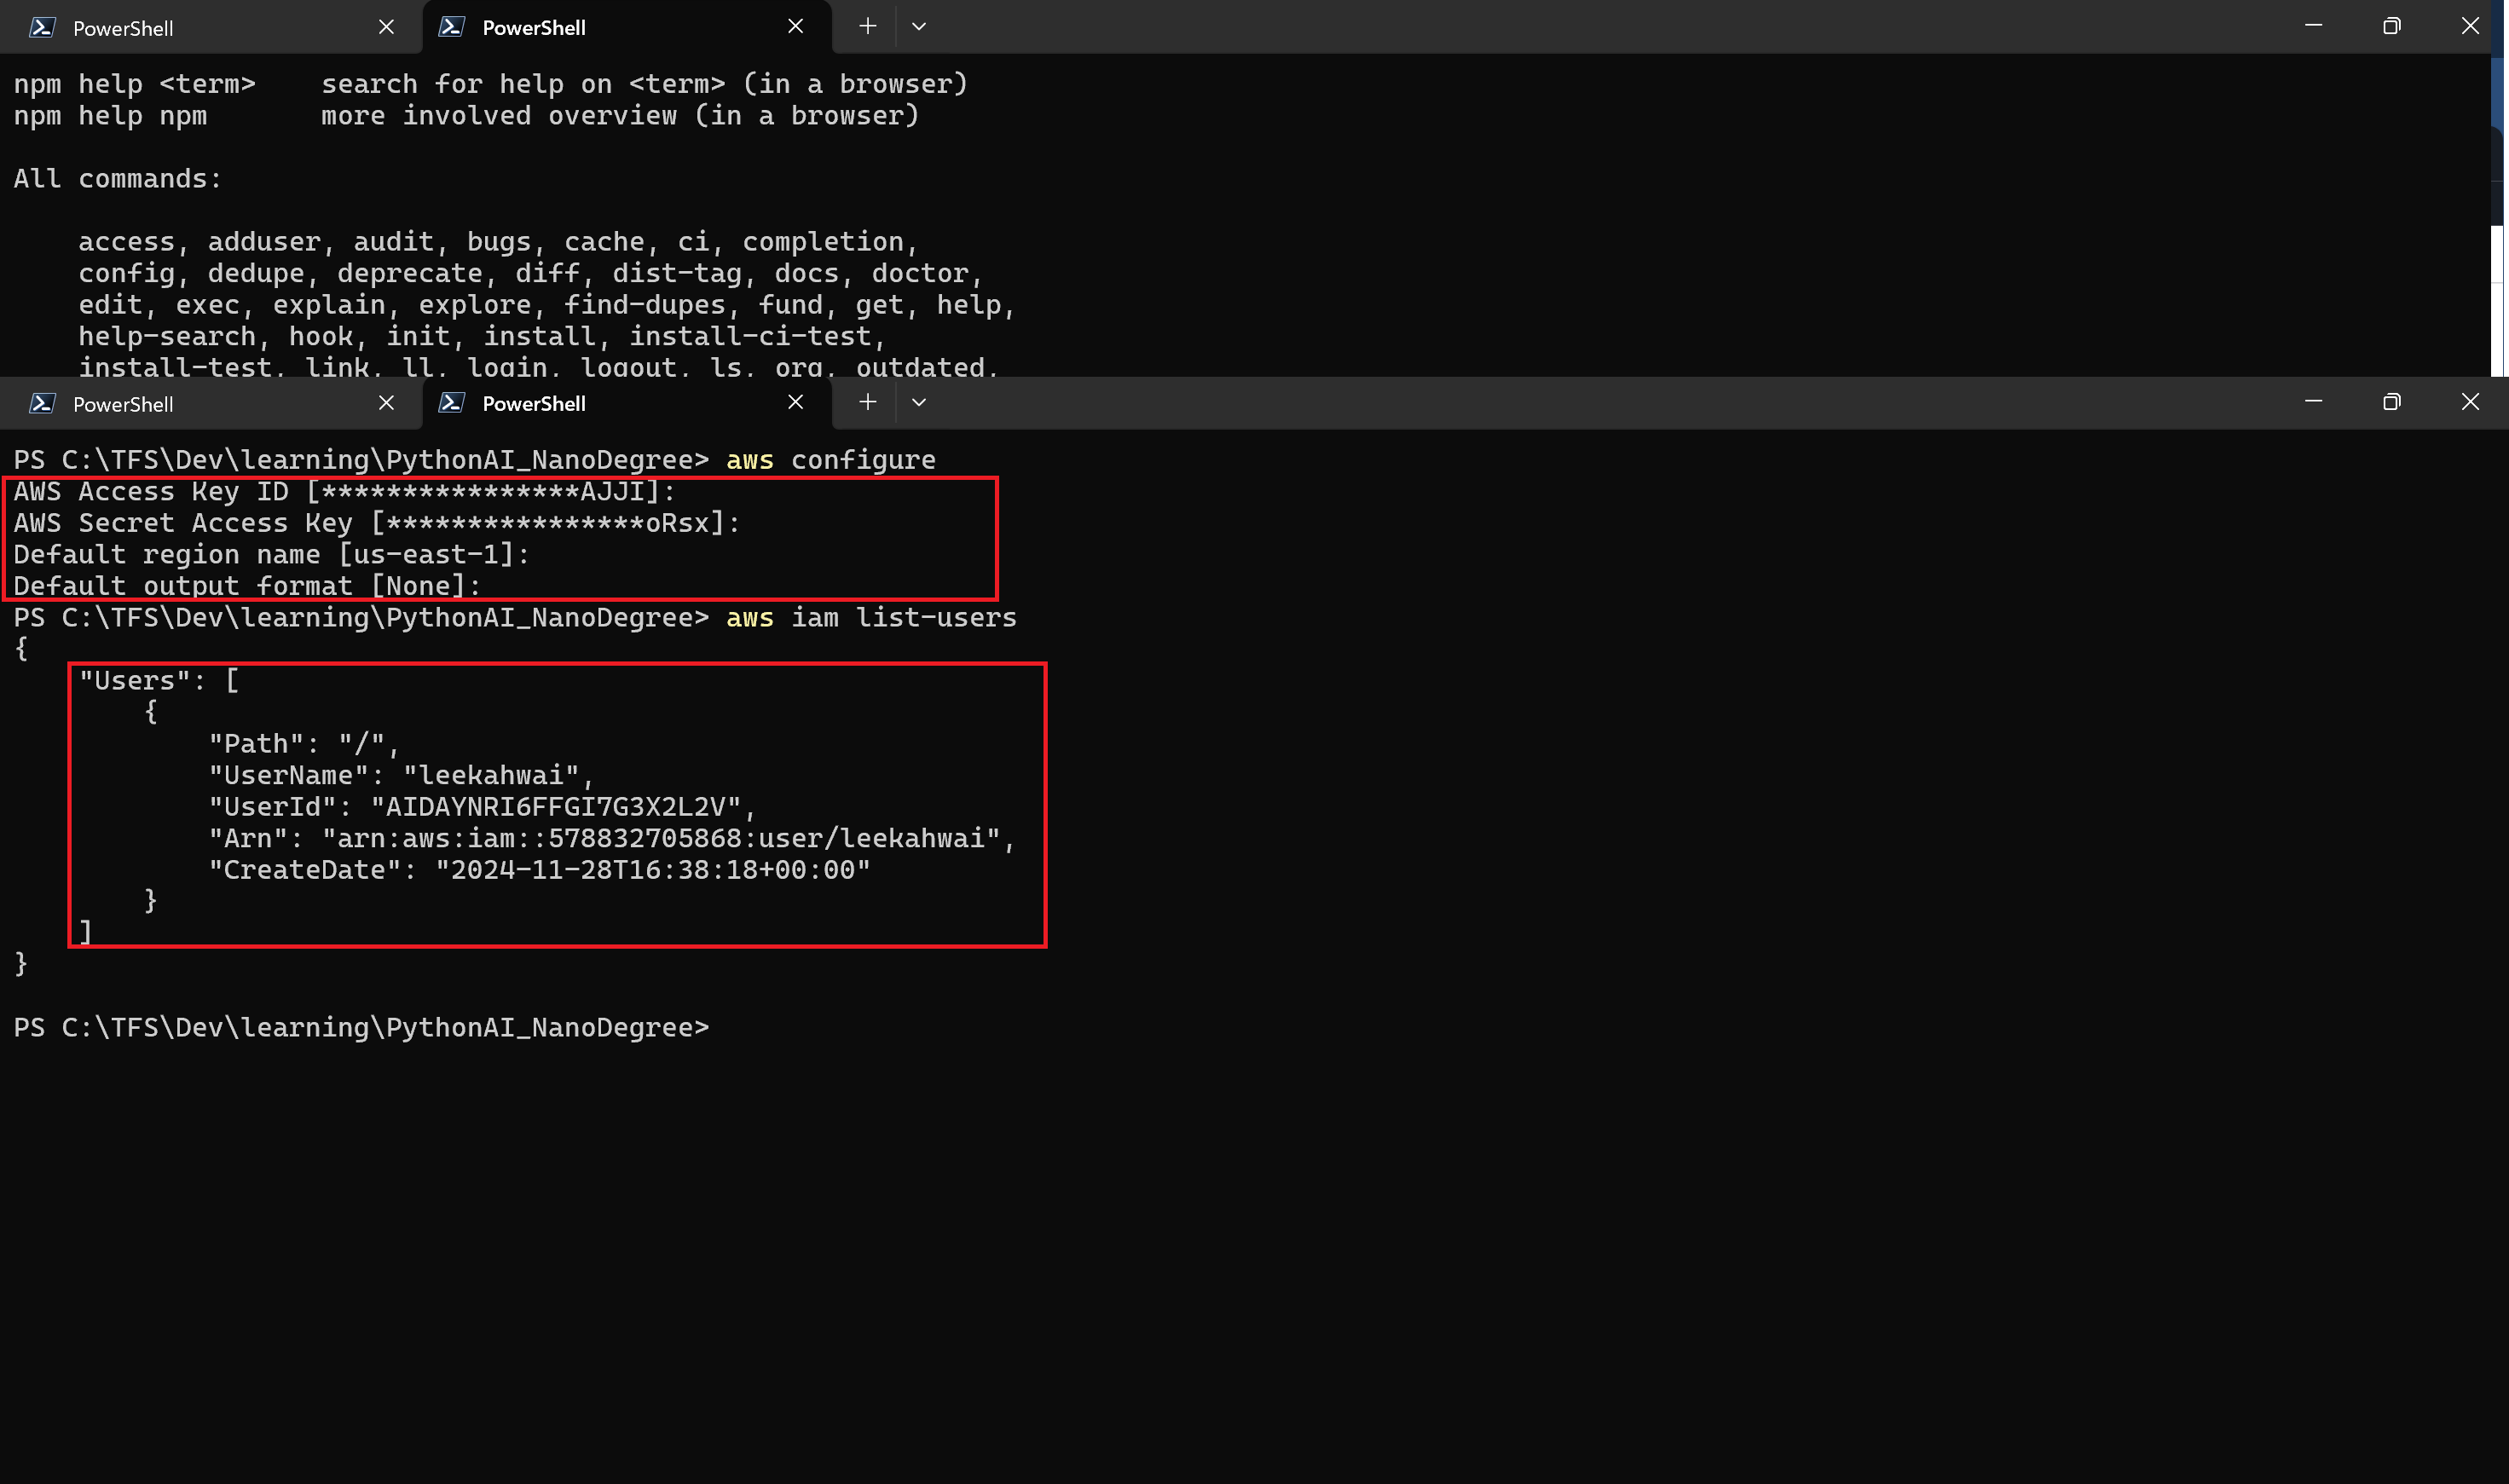 PowerShell
PowerShell
npm help <term>    search for help on <term> (in a browser)
npm help npm       more involved overview (in a browser)
All commands:
    access, adduser, audit, bugs, cache, ci, completion,
    config, dedupe, deprecate, diff, dist-tag, docs, doctor,
    edit, exec, explain, explore, find-dupes, fund, get, help,
    help-search, hook, init, install, install-ci-test,
    install-test, link, ll, login, logout, ls, org, outdated,
PowerShell
PowerShell
PS C:\TFS\Dev\learning\PythonAI_NanoDegree> aws configure
AWS Access Key ID [****************AJJI]:
AWS Secret Access Key [****************oRsx]:
Default region name [us-east-1]:
Default output format [None]:
PS C:\TFS\Dev\learning\PythonAI_NanoDegree> aws iam list-users
{
    "Users": [
        {
            "Path": "/",
            "UserName": "leekahwai",
            "UserId": "AIDAYNRI6FFGI7G3X2L2V",
            "Arn": "arn:aws:iam::578832705868:user/leekahwai",
            "CreateDate": "2024-11-28T16:38:18+00:00"
        }
    ]
}
PS C:\TFS\Dev\learning\PythonAI_NanoDegree>